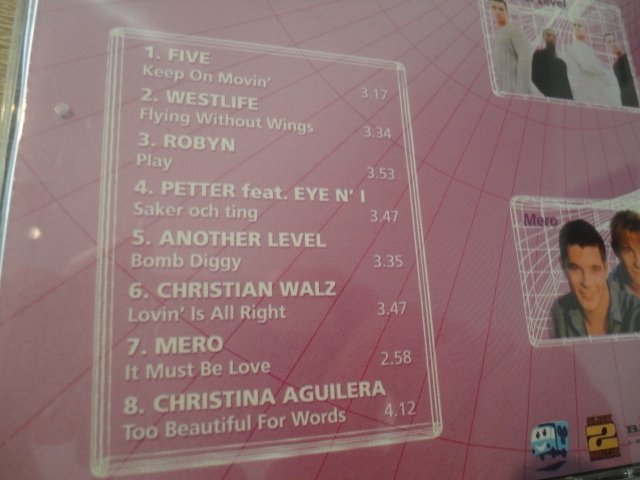 1. FIVE
Keep On Movin' 3.17
2. WESTLIFE
Flying Without Wings 3.34
3. ROBYN
Play 3.53
4. PETTER feat. EYE N' I
Saker och ting 3.47
5. ANOTHER LEVEL
Bomb Diggy 3.35
6. CHRISTIAN WALZ
Lovin' Is All Right 3.47
7. MERO
It Must Be Love 2.58
8. CHRISTINA AGUILERA
Too Beautiful For Words 4.12
Level
Mero
2